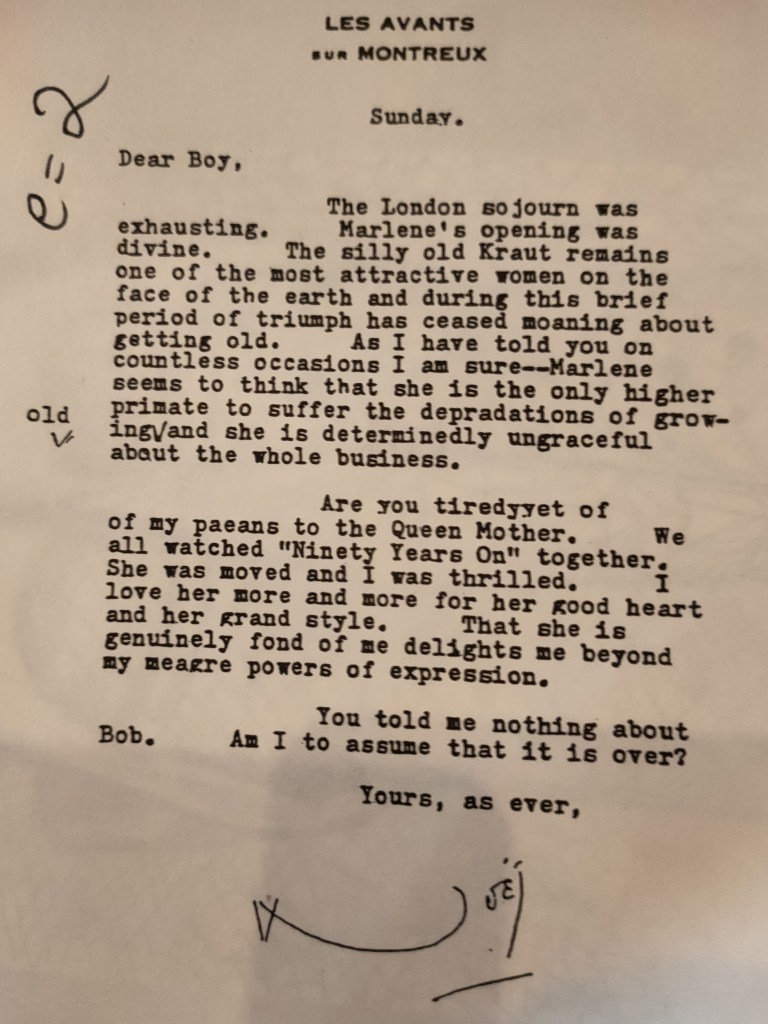 LES AVANTS
SUR MONTREUX
Sunday.
Dear Boy,
The London sojourn was
exhausting. Marlene's opening was
divine. The silly old Kraut remains
one of the most attractive women on the
face of the earth and during this brief
period of triumph has ceased moaning about
getting old. As I have told you on
countless occasions I am sure--Marlene
seems to think that she is the only higher
old primate to suffer the depradations of grow-
ing/and she is determinedly ungraceful
about the whole business.
Are you tiredyyet of
of my paeans to the Queen Mother. We
all watched "Ninety Years On" together.
She was moved and I was thrilled. I
love her more and more for her good heart
and her grand style. That she is
genuinely fond of me delights me beyond
my meagre powers of expression.
You told me nothing about
Bob. Am I to assume that it is over?
Yours, as ever,